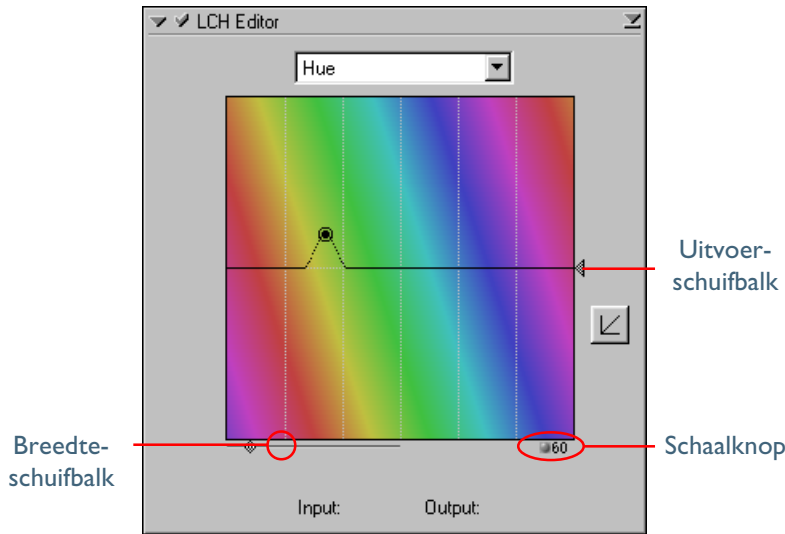 LCH Editor
Hue
Uitvoer-
schuifbalk
Breedte-
schuifbalk
60
Schaalknop
Input:
Output: